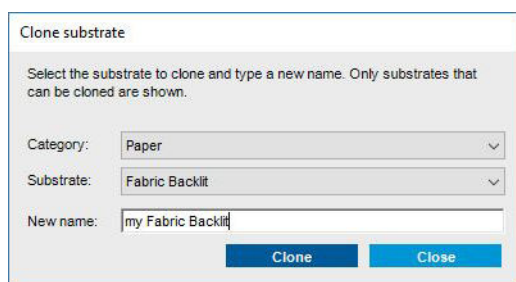 Clone substrate
Select the substrate to clone and type a new name. Only substrates that
can be cloned are shown.
Category: Paper
Substrate: Fabric Backlit
New name: my Fabric Backlit
Clone Close